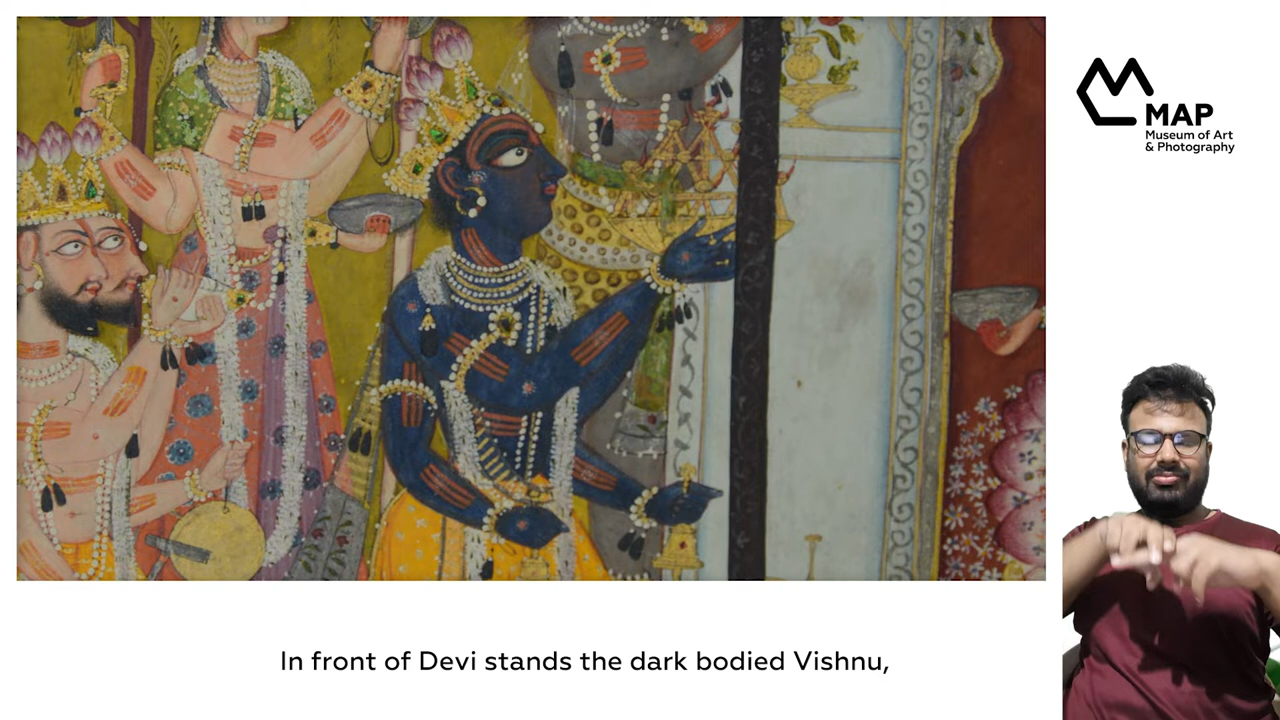 MAP
Museum of Art
& Photography
In front of Devi stands the dark bodied Vishnu,